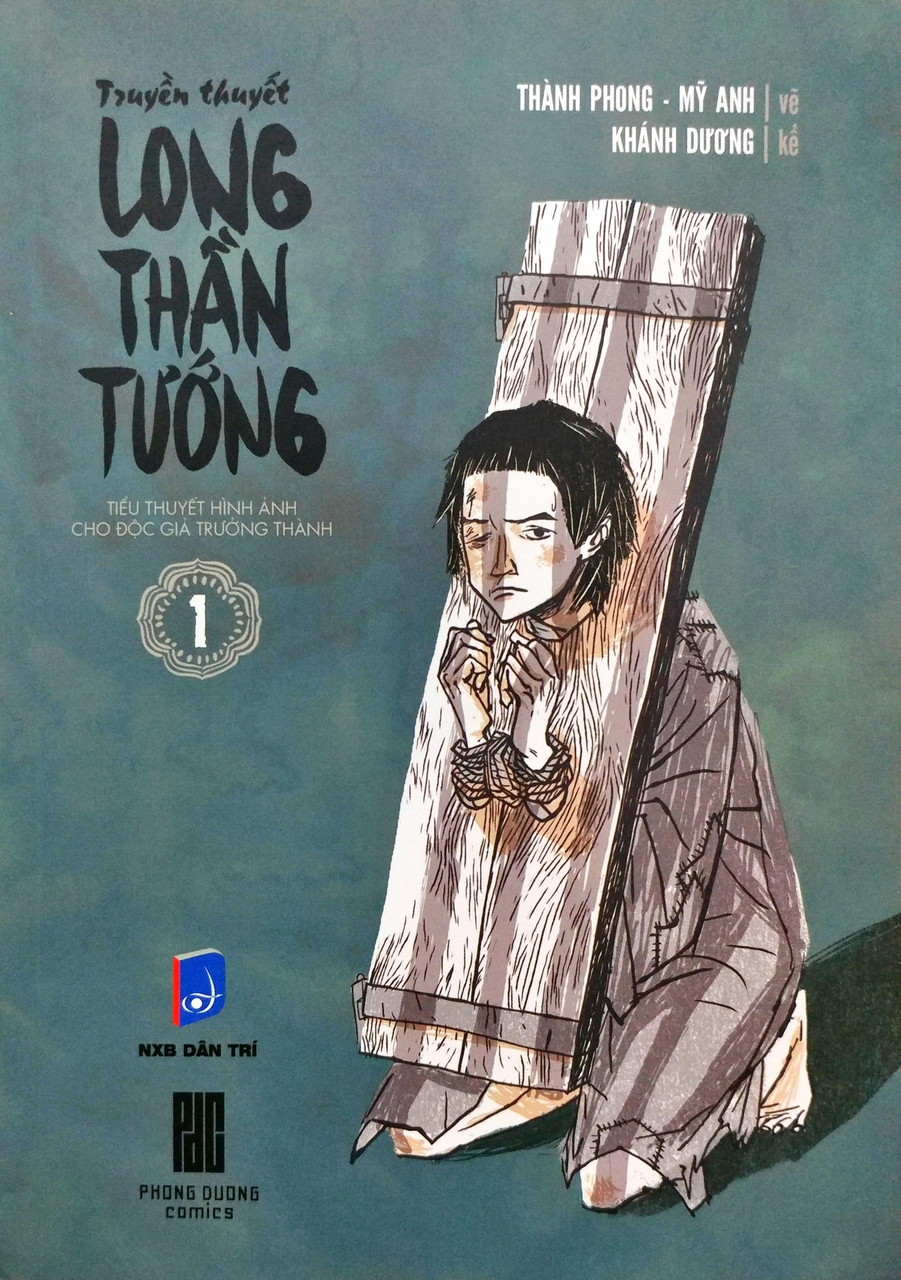 Truyền thuyết
LONG
THẦN
TƯỚNG
TIỂU THUYẾT HÌNH ẢNH
CHO ĐỘC GIẢ TRƯỞNG THÀNH
1
THÀNH PHONG - MỸ ANH | vẽ
KHÁNH DƯƠNG | kể
NXB DÂN TRÍ
PDC
PHONG DUONG
comics